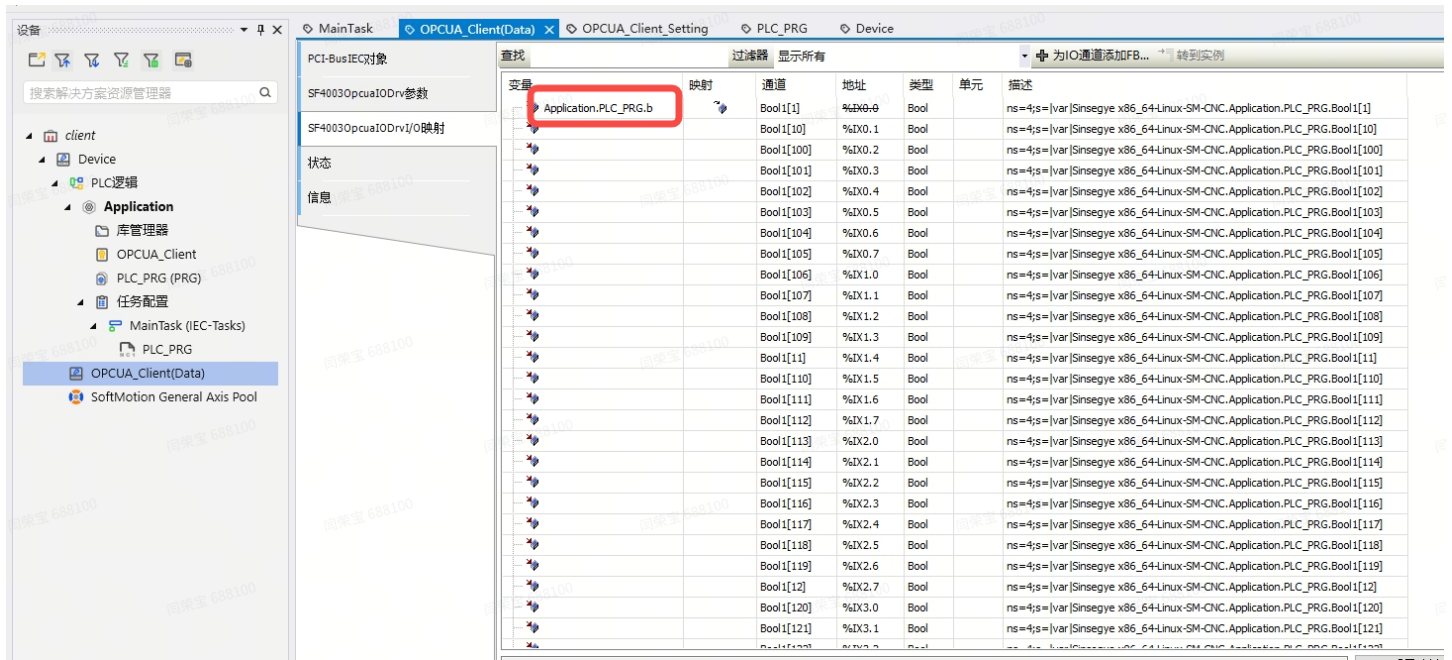 设备
MainTask
OPCUA_Client(Data)
OPCUA_Client_Setting
PLC_PRG
Device
搜索解决方案资源管理器
client
Device
PLC逻辑
Application
库管理器
OPCUA_Client
PLC_PRG (PRG)
任务配置
MainTask (IEC-Tasks)
PLC_PRG
OPCUA_Client(Data)
SoftMotion General Axis Pool
PCI-BusIEC对象
SF4003OpcuaIODrv参数
SF4003OpcuaIODrvI/O映射
状态
信息
查找 过滤器 显示所有 为IO通道添加FB... 转到实例
变量 映射 通道 地址 类型 单元 描述
Application.PLC_PRG.b Bool1[1] %IX0.0 Bool ns=4;s=|var|Sinsegye x86_64-Linux-SM-CNC.Application.PLC_PRG.Bool1[1]
Bool1[10] %IX0.1 Bool ns=4;s=|var|Sinsegye x86_64-Linux-SM-CNC.Application.PLC_PRG.Bool1[10]
Bool1[100] %IX0.2 Bool ns=4;s=|var|Sinsegye x86_64-Linux-SM-CNC.Application.PLC_PRG.Bool1[100]
Bool1[101] %IX0.3 Bool ns=4;s=|var|Sinsegye x86_64-Linux-SM-CNC.Application.PLC_PRG.Bool1[101]
Bool1[102] %IX0.4 Bool ns=4;s=|var|Sinsegye x86_64-Linux-SM-CNC.Application.PLC_PRG.Bool1[102]
Bool1[103] %IX0.5 Bool ns=4;s=|var|Sinsegye x86_64-Linux-SM-CNC.Application.PLC_PRG.Bool1[103]
Bool1[104] %IX0.6 Bool ns=4;s=|var|Sinsegye x86_64-Linux-SM-CNC.Application.PLC_PRG.Bool1[104]
Bool1[105] %IX0.7 Bool ns=4;s=|var|Sinsegye x86_64-Linux-SM-CNC.Application.PLC_PRG.Bool1[105]
Bool1[106] %IX1.0 Bool ns=4;s=|var|Sinsegye x86_64-Linux-SM-CNC.Application.PLC_PRG.Bool1[106]
Bool1[107] %IX1.1 Bool ns=4;s=|var|Sinsegye x86_64-Linux-SM-CNC.Application.PLC_PRG.Bool1[107]
Bool1[108] %IX1.2 Bool ns=4;s=|var|Sinsegye x86_64-Linux-SM-CNC.Application.PLC_PRG.Bool1[108]
Bool1[109] %IX1.3 Bool ns=4;s=|var|Sinsegye x86_64-Linux-SM-CNC.Application.PLC_PRG.Bool1[109]
Bool1[11] %IX1.4 Bool ns=4;s=|var|Sinsegye x86_64-Linux-SM-CNC.Application.PLC_PRG.Bool1[11]
Bool1[110] %IX1.5 Bool ns=4;s=|var|Sinsegye x86_64-Linux-SM-CNC.Application.PLC_PRG.Bool1[110]
Bool1[111] %IX1.6 Bool ns=4;s=|var|Sinsegye x86_64-Linux-SM-CNC.Application.PLC_PRG.Bool1[111]
Bool1[112] %IX1.7 Bool ns=4;s=|var|Sinsegye x86_64-Linux-SM-CNC.Application.PLC_PRG.Bool1[112]
Bool1[113] %IX2.0 Bool ns=4;s=|var|Sinsegye x86_64-Linux-SM-CNC.Application.PLC_PRG.Bool1[113]
Bool1[114] %IX2.1 Bool ns=4;s=|var|Sinsegye x86_64-Linux-SM-CNC.Application.PLC_PRG.Bool1[114]
Bool1[115] %IX2.2 Bool ns=4;s=|var|Sinsegye x86_64-Linux-SM-CNC.Application.PLC_PRG.Bool1[115]
Bool1[116] %IX2.3 Bool ns=4;s=|var|Sinsegye x86_64-Linux-SM-CNC.Application.PLC_PRG.Bool1[116]
Bool1[117] %IX2.4 Bool ns=4;s=|var|Sinsegye x86_64-Linux-SM-CNC.Application.PLC_PRG.Bool1[117]
Bool1[118] %IX2.5 Bool ns=4;s=|var|Sinsegye x86_64-Linux-SM-CNC.Application.PLC_PRG.Bool1[118]
Bool1[119] %IX2.6 Bool ns=4;s=|var|Sinsegye x86_64-Linux-SM-CNC.Application.PLC_PRG.Bool1[119]
Bool1[12] %IX2.7 Bool ns=4;s=|var|Sinsegye x86_64-Linux-SM-CNC.Application.PLC_PRG.Bool1[12]
Bool1[120] %IX3.0 Bool ns=4;s=|var|Sinsegye x86_64-Linux-SM-CNC.Application.PLC_PRG.Bool1[120]
Bool1[121] %IX3.1 Bool ns=4;s=|var|Sinsegye x86_64-Linux-SM-CNC.Application.PLC_PRG.Bool1[121]